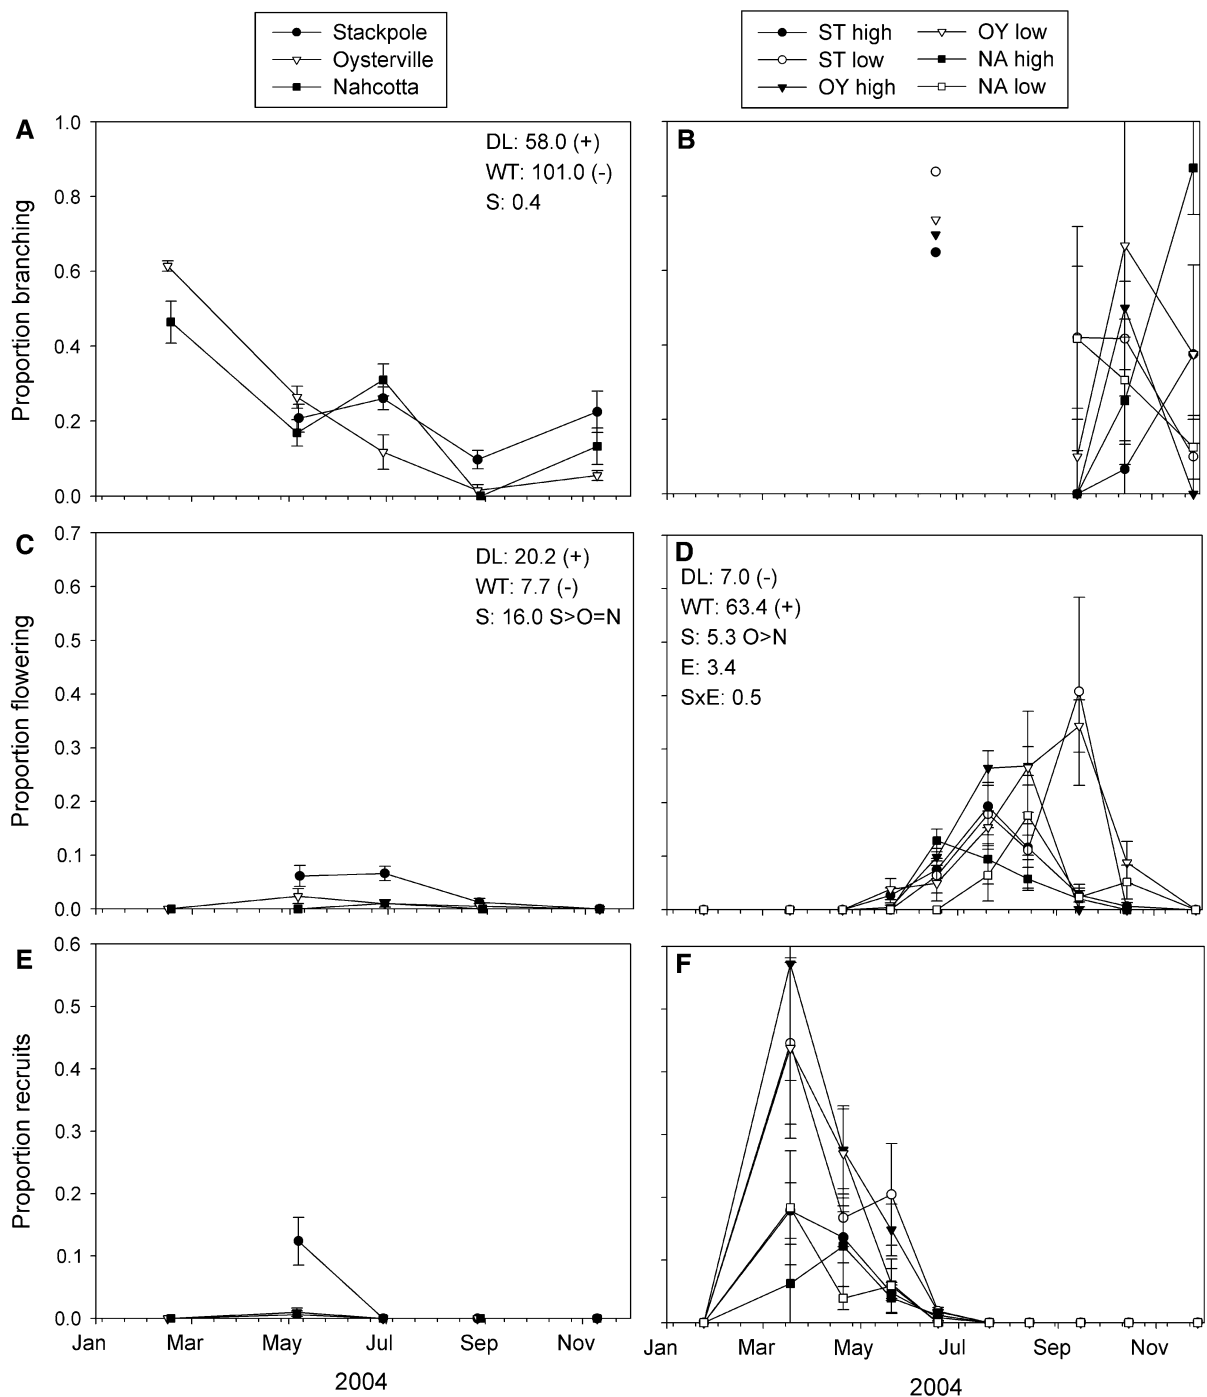 Stackpole
Oysterville
Nahcotta
ST high
OY low
ST low
NA high
OY high
NA low
A
DL: 58.0 (+)
WT: 101.0 (-)
S: 0.4
Proportion branching
1.0
0.8
0.6
0.4
0.2
0.0
B
C
DL: 20.2 (+)
WT: 7.7 (-)
S: 16.0 S>O=N
Proportion flowering
0.7
0.6
0.5
0.4
0.3
0.2
0.1
0.0
D
DL: 7.0 (-)
WT: 63.4 (+)
S: 5.3 O>N
E: 3.4
SxE: 0.5
E
Proportion recruits
0.6
0.5
0.4
0.3
0.2
0.1
0.0
Jan Mar May Jul Sep Nov
2004
F
Jan Mar May Jul Sep Nov
2004